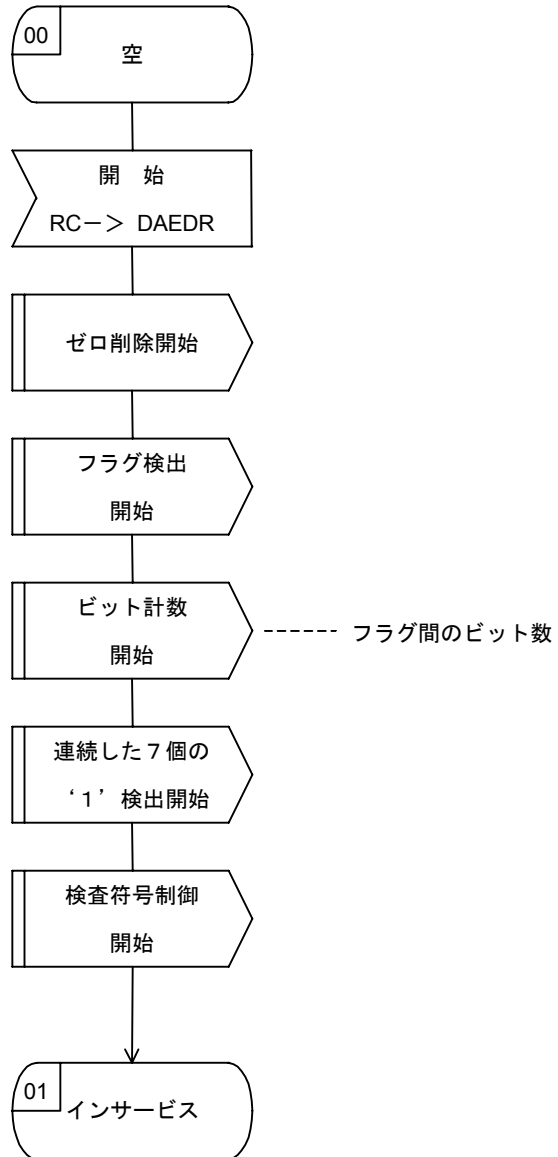 00
空
開　始
RC－> DAEDR
ゼロ削除開始
フラグ検出
開始
ビット計数
開始
フラグ間のビット数
連続した７個の
‘１’検出開始
検査符号制御
開始
01
インサービス